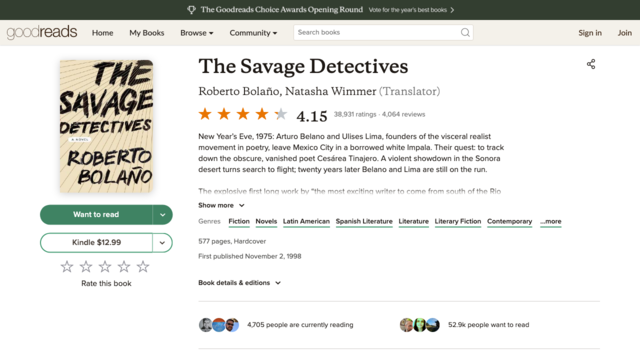 The Goodreads Choice Awards Opening Round Vote for the year's best books
goodreads Home My Books Browse Community Search books Sign in Join
THE
SAVAGE
DETECTIVES
A NOVEL
ROBERTO
BOLAÑO
Want to read
Kindle $12.99
Rate this book
The Savage Detectives
Roberto Bolaño, Natasha Wimmer (Translator)
4.15 38,931 ratings · 4,064 reviews
New Year's Eve, 1975: Arturo Belano and Ulises Lima, founders of the visceral realist
movement in poetry, leave Mexico City in a borrowed white Impala. Their quest: to track
down the obscure, vanished poet Cesárea Tinajero. A violent showdown in the Sonora
desert turns search to flight; twenty years later Belano and Lima are still on the run.
The explosive first long work by "the most exciting writer to come from south of the Rio
Show more
Genres Fiction Novels Latin American Spanish Literature Literature Literary Fiction Contemporary ...more
577 pages, Hardcover
First published November 2, 1998
Book details & editions
4,705 people are currently reading
52.9k people want to read